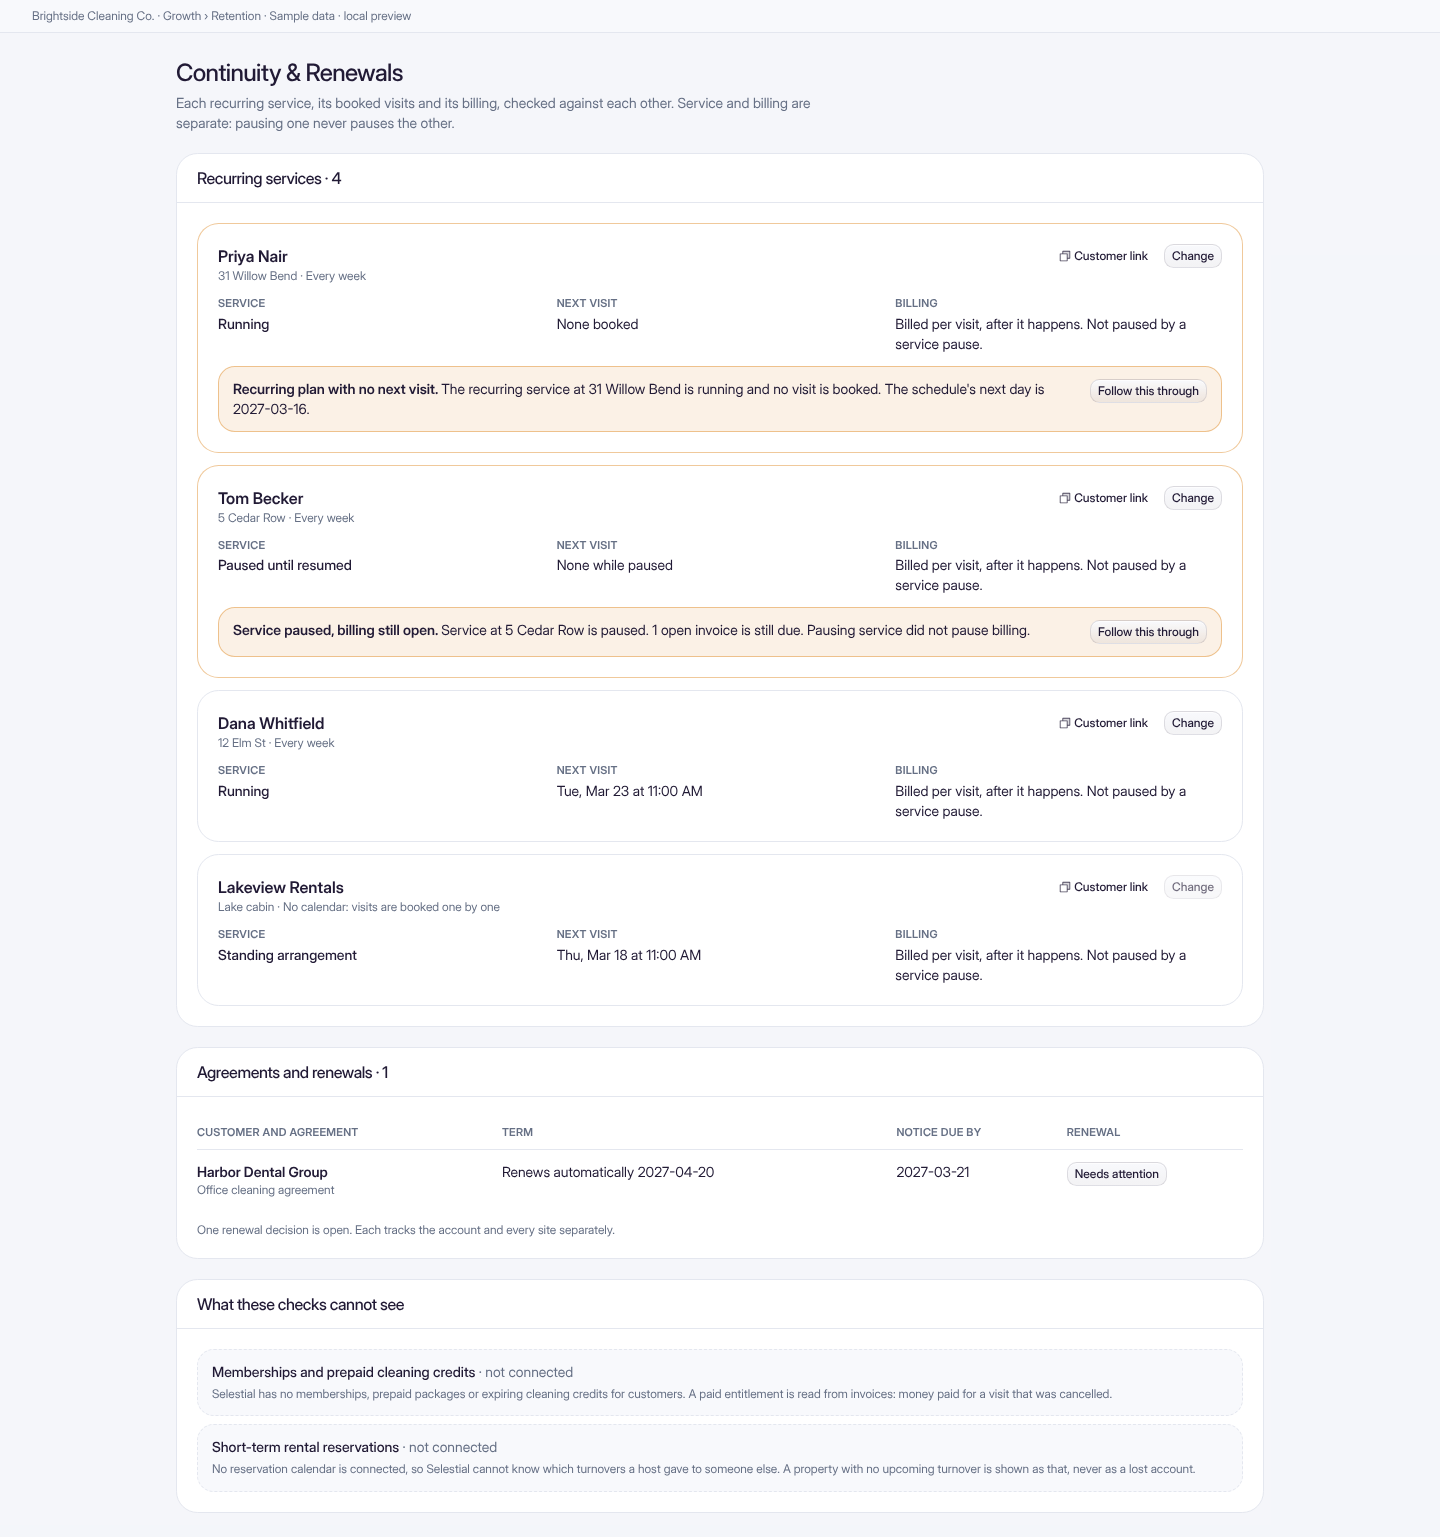 Brightside Cleaning Co. · Growth › Retention · Sample data · local preview
Continuity & Renewals
Each recurring service, its booked visits and its billing, checked against each other. Service and billing are
separate: pausing one never pauses the other.
Recurring services · 4
Priya Nair
Customer link
Change
31 Willow Bend · Every week
SERVICE
NEXT VISIT
BILLING
Running
None booked
Billed per visit, after it happens. Not paused by a
service pause.
Recurring plan with no next visit. The recurring service at 31 Willow Bend is running and no visit is booked. The schedule's next day is
2027-03-16.
Follow this through
Tom Becker
Customer link
Change
5 Cedar Row · Every week
SERVICE
NEXT VISIT
BILLING
Paused until resumed
None while paused
Billed per visit, after it happens. Not paused by a
service pause.
Service paused, billing still open. Service at 5 Cedar Row is paused. 1 open invoice is still due. Pausing service did not pause billing.
Follow this through
Dana Whitfield
Customer link
Change
12 Elm St · Every week
SERVICE
NEXT VISIT
BILLING
Running
Tue, Mar 23 at 11:00 AM
Billed per visit, after it happens. Not paused by a
service pause.
Lakeview Rentals
Customer link
Change
Lake cabin · No calendar: visits are booked one by one
SERVICE
NEXT VISIT
BILLING
Standing arrangement
Thu, Mar 18 at 11:00 AM
Billed per visit, after it happens. Not paused by a
service pause.
Agreements and renewals · 1
CUSTOMER AND AGREEMENT
TERM
NOTICE DUE BY
RENEWAL
Harbor Dental Group
Renews automatically 2027-04-20
2027-03-21
Needs attention
Office cleaning agreement
One renewal decision is open. Each tracks the account and every site separately.
What these checks cannot see
Memberships and prepaid cleaning credits · not connected
Selestial has no memberships, prepaid packages or expiring cleaning credits for customers. A paid entitlement is read from invoices: money paid for a visit that was cancelled.
Short-term rental reservations · not connected
No reservation calendar is connected, so Selestial cannot know which turnovers a host gave to someone else. A property with no upcoming turnover is shown as that, never as a lost account.